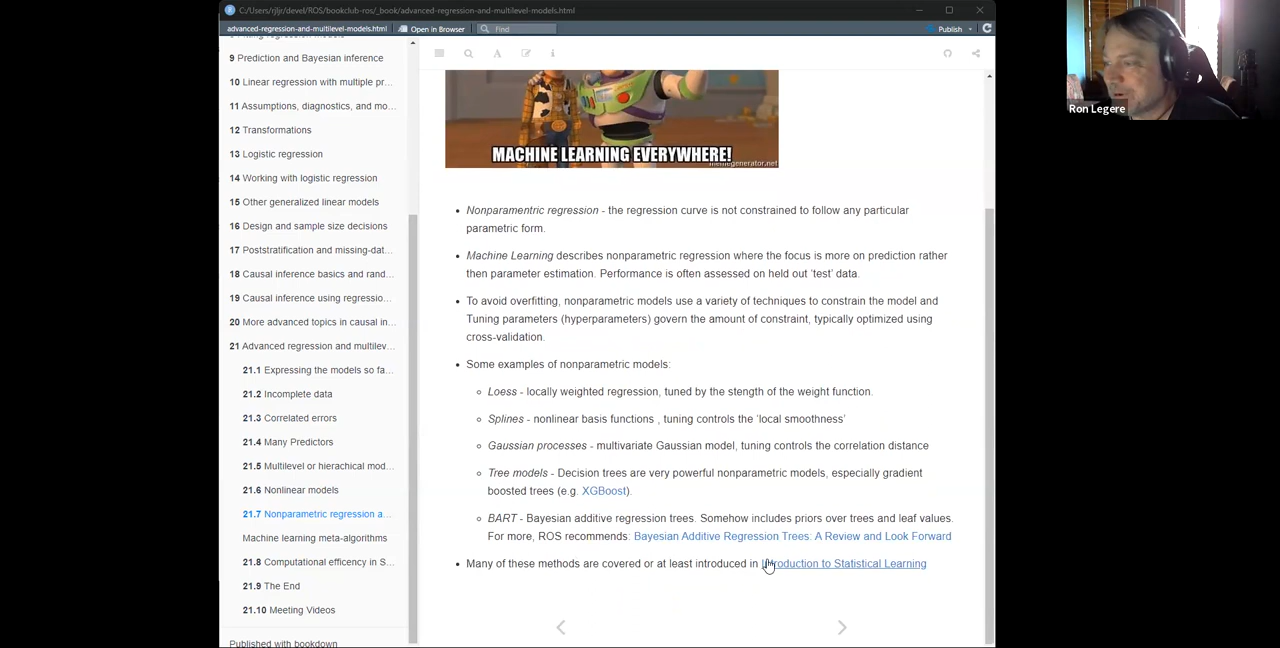 C:/Users/rjljr/devel/ROS/bookclub-ros/_book/advanced-regression-and-multilevel-models.html
advanced-regression-and-multilevel-models.html
Open in Browser
Find
Publish
9 Prediction and Bayesian inference
10 Linear regression with multiple pr...
11 Assumptions, diagnostics, and mo...
12 Transformations
13 Logistic regression
14 Working with logistic regression
15 Other generalized linear models
16 Design and sample size decisions
17 Poststratification and missing-dat...
18 Causal inference basics and rand...
19 Causal inference using regressio...
20 More advanced topics in causal in...
21 Advanced regression and multilev...
21.1 Expressing the models so fa...
21.2 Incomplete data
21.3 Correlated errors
21.4 Many Predictors
21.5 Multilevel or hierachical mod...
21.6 Nonlinear models
21.7 Nonparametric regression a...
Machine learning meta-algorithms
21.8 Computational efficency in S...
21.9 The End
21.10 Meeting Videos
Published with bookdown
MACHINE LEARNING EVERYWHERE!
memegenerator.net
• Nonparamentric regression - the regression curve is not constrained to follow any particular
parametric form.
• Machine Learning describes nonparametric regression where the focus is more on prediction rather
then parameter estimation. Performance is often assessed on held out 'test' data.
• To avoid overfitting, nonparametric models use a variety of techniques to constrain the model and
Tuning parameters (hyperparameters) govern the amount of constraint, typically optimized using
cross-validation.
• Some examples of nonparametric models:
◦ Loess - locally weighted regression, tuned by the stength of the weight function.
◦ Splines - nonlinear basis functions , tuning controls the 'local smoothness'
◦ Gaussian processes - multivariate Gaussian model, tuning controls the correlation distance
◦ Tree models - Decision trees are very powerful nonparametric models, especially gradient
boosted trees (e.g. XGBoost).
◦ BART - Bayesian additive regression trees. Somehow includes priors over trees and leaf values.
For more, ROS recommends: Bayesian Additive Regression Trees: A Review and Look Forward
• Many of these methods are covered or at least introduced in Introduction to Statistical Learning
Ron Legere